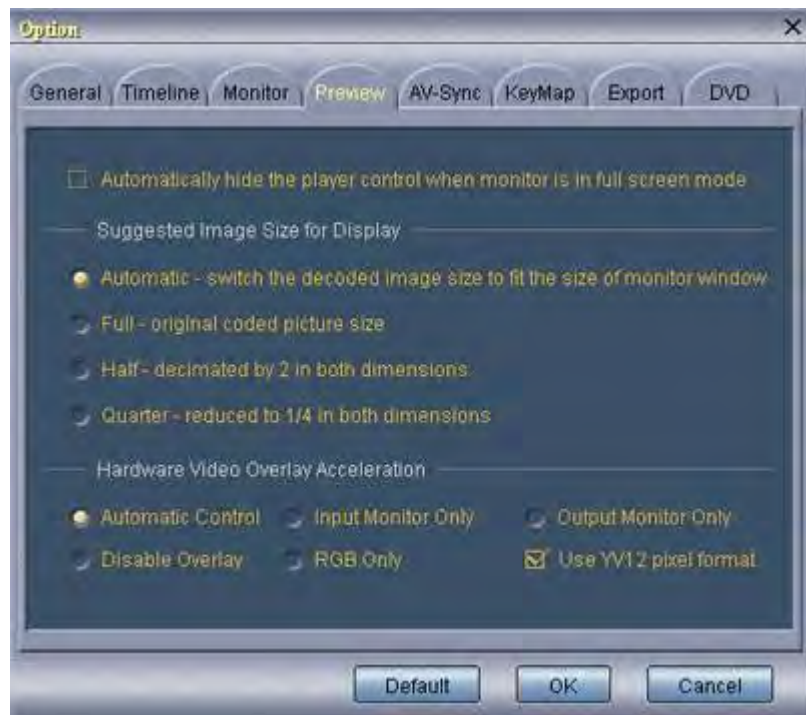 Option
General Timeline Monitor Preview AV-Sync KeyMap Export DVD
Automatically hide the player control when monitor is in full screen mode
Suggested Image Size for Display
Automatic - switch the decoded image size to fit the size of monitor window
Full - original coded picture size
Half - decimated by 2 in both dimensions
Quarter - reduced to 1/4 in both dimensions
Hardware Video Overlay Acceleration
Automatic Control Input Monitor Only Output Monitor Only
Disable Overlay RGB Only Use YV12 pixel format
Default OK Cancel